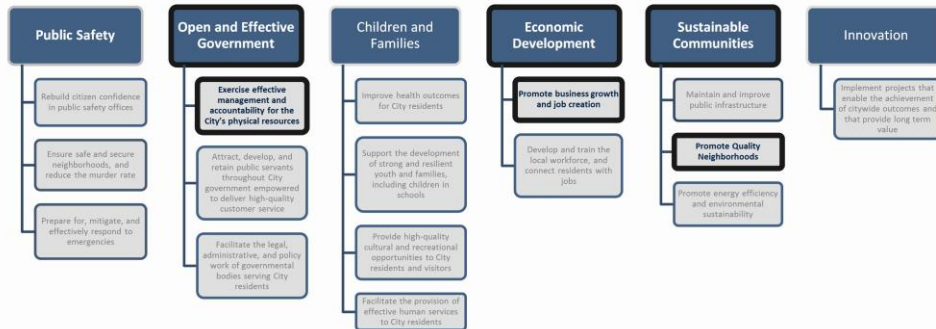 Public Safety
Rebuild citizen confidence
in public safety offices
Ensure safe and secure
neighborhoods, and
reduce the murder rate
Prepare for, mitigate, and
effectively respond to
emergencies
Open and Effective
Government
Exercise effective
management and
accountability for the
City's physical resources
Attract, develop, and
retain public servants
throughout City
government empowered
to deliver high-quality
customer service
Facilitate the legal,
administrative, and policy
work of governmental
bodies serving City
residents
Children and
Families
Improve health outcomes
for City residents
Support the development
of strong and resilient
youth and families,
including children in
schools
Provide high-quality
cultural and recreational
opportunities to City
residents and visitors
Facilitate the provision of
effective human services
to City residents
Economic
Development
Promote business growth
and job creation
Develop and train the
local workforce, and
connect residents with
jobs
Sustainable
Communities
Maintain and improve
public infrastructure
Promote Quality
Neighborhoods
Promote energy efficiency
and environmental
sustainability
Innovation
Implement projects that
enable the achievement
of citywide outcomes and
that provide long term
value